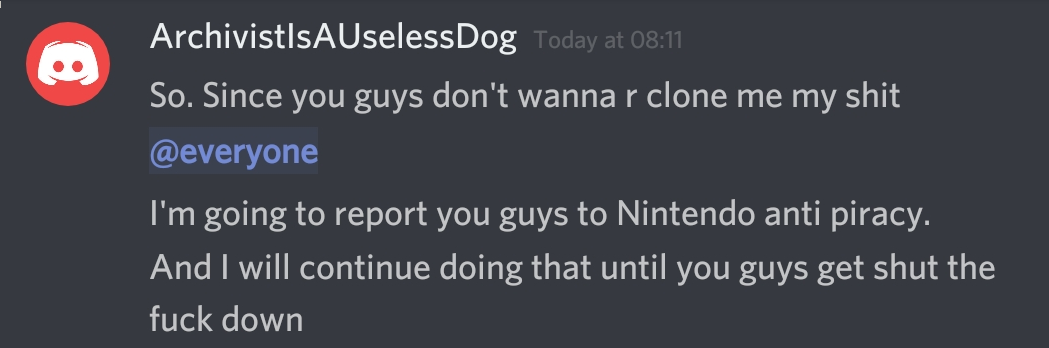 ArchivistIsAUselessDog Today at 08:11
So. Since you guys don't wanna r clone me my shit
@everyone
I'm going to report you guys to Nintendo anti piracy.
And I will continue doing that until you guys get shut the
fuck down